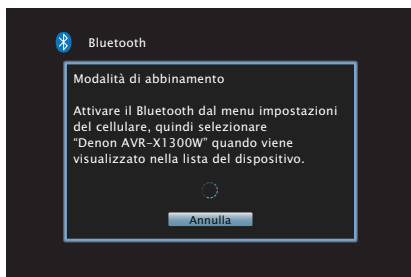 Bluetooth
Modalità di abbinamento
Attivare il Bluetooth dal menu impostazioni
del cellulare, quindi selezionare
“Denon AVR-X1300W” quando viene
visualizzato nella lista del dispositivo.
Annulla